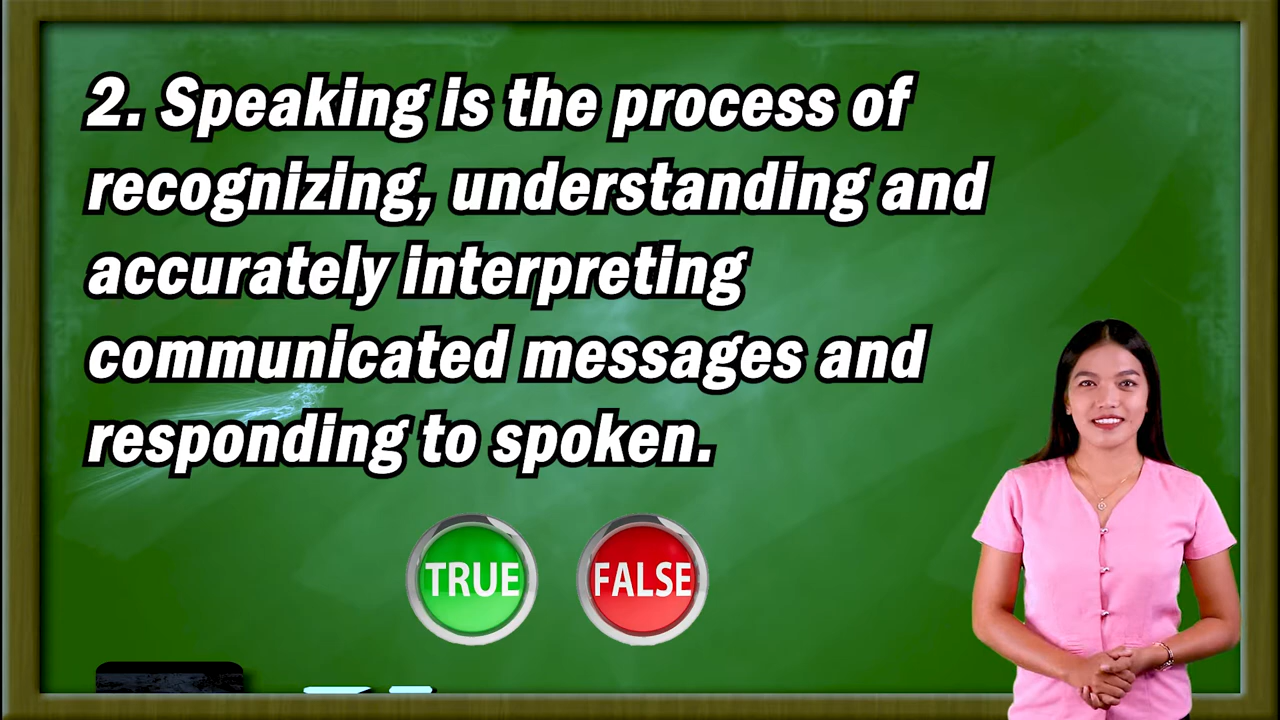 2. Speaking is the process of
recognizing, understanding and
accurately interpreting
communicated messages and
responding to spoken.
TRUE
FALSE